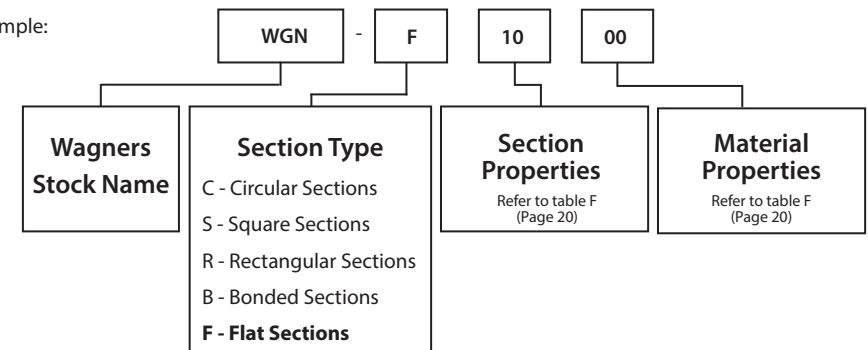 mple:
WGN - F 10 00
Wagners
Stock Name
Section Type
C - Circular Sections
S - Square Sections
R - Rectangular Sections
B - Bonded Sections
F - Flat Sections
Section
Properties
Refer to table F
(Page 20)
Material
Properties
Refer to table F
(Page 20)